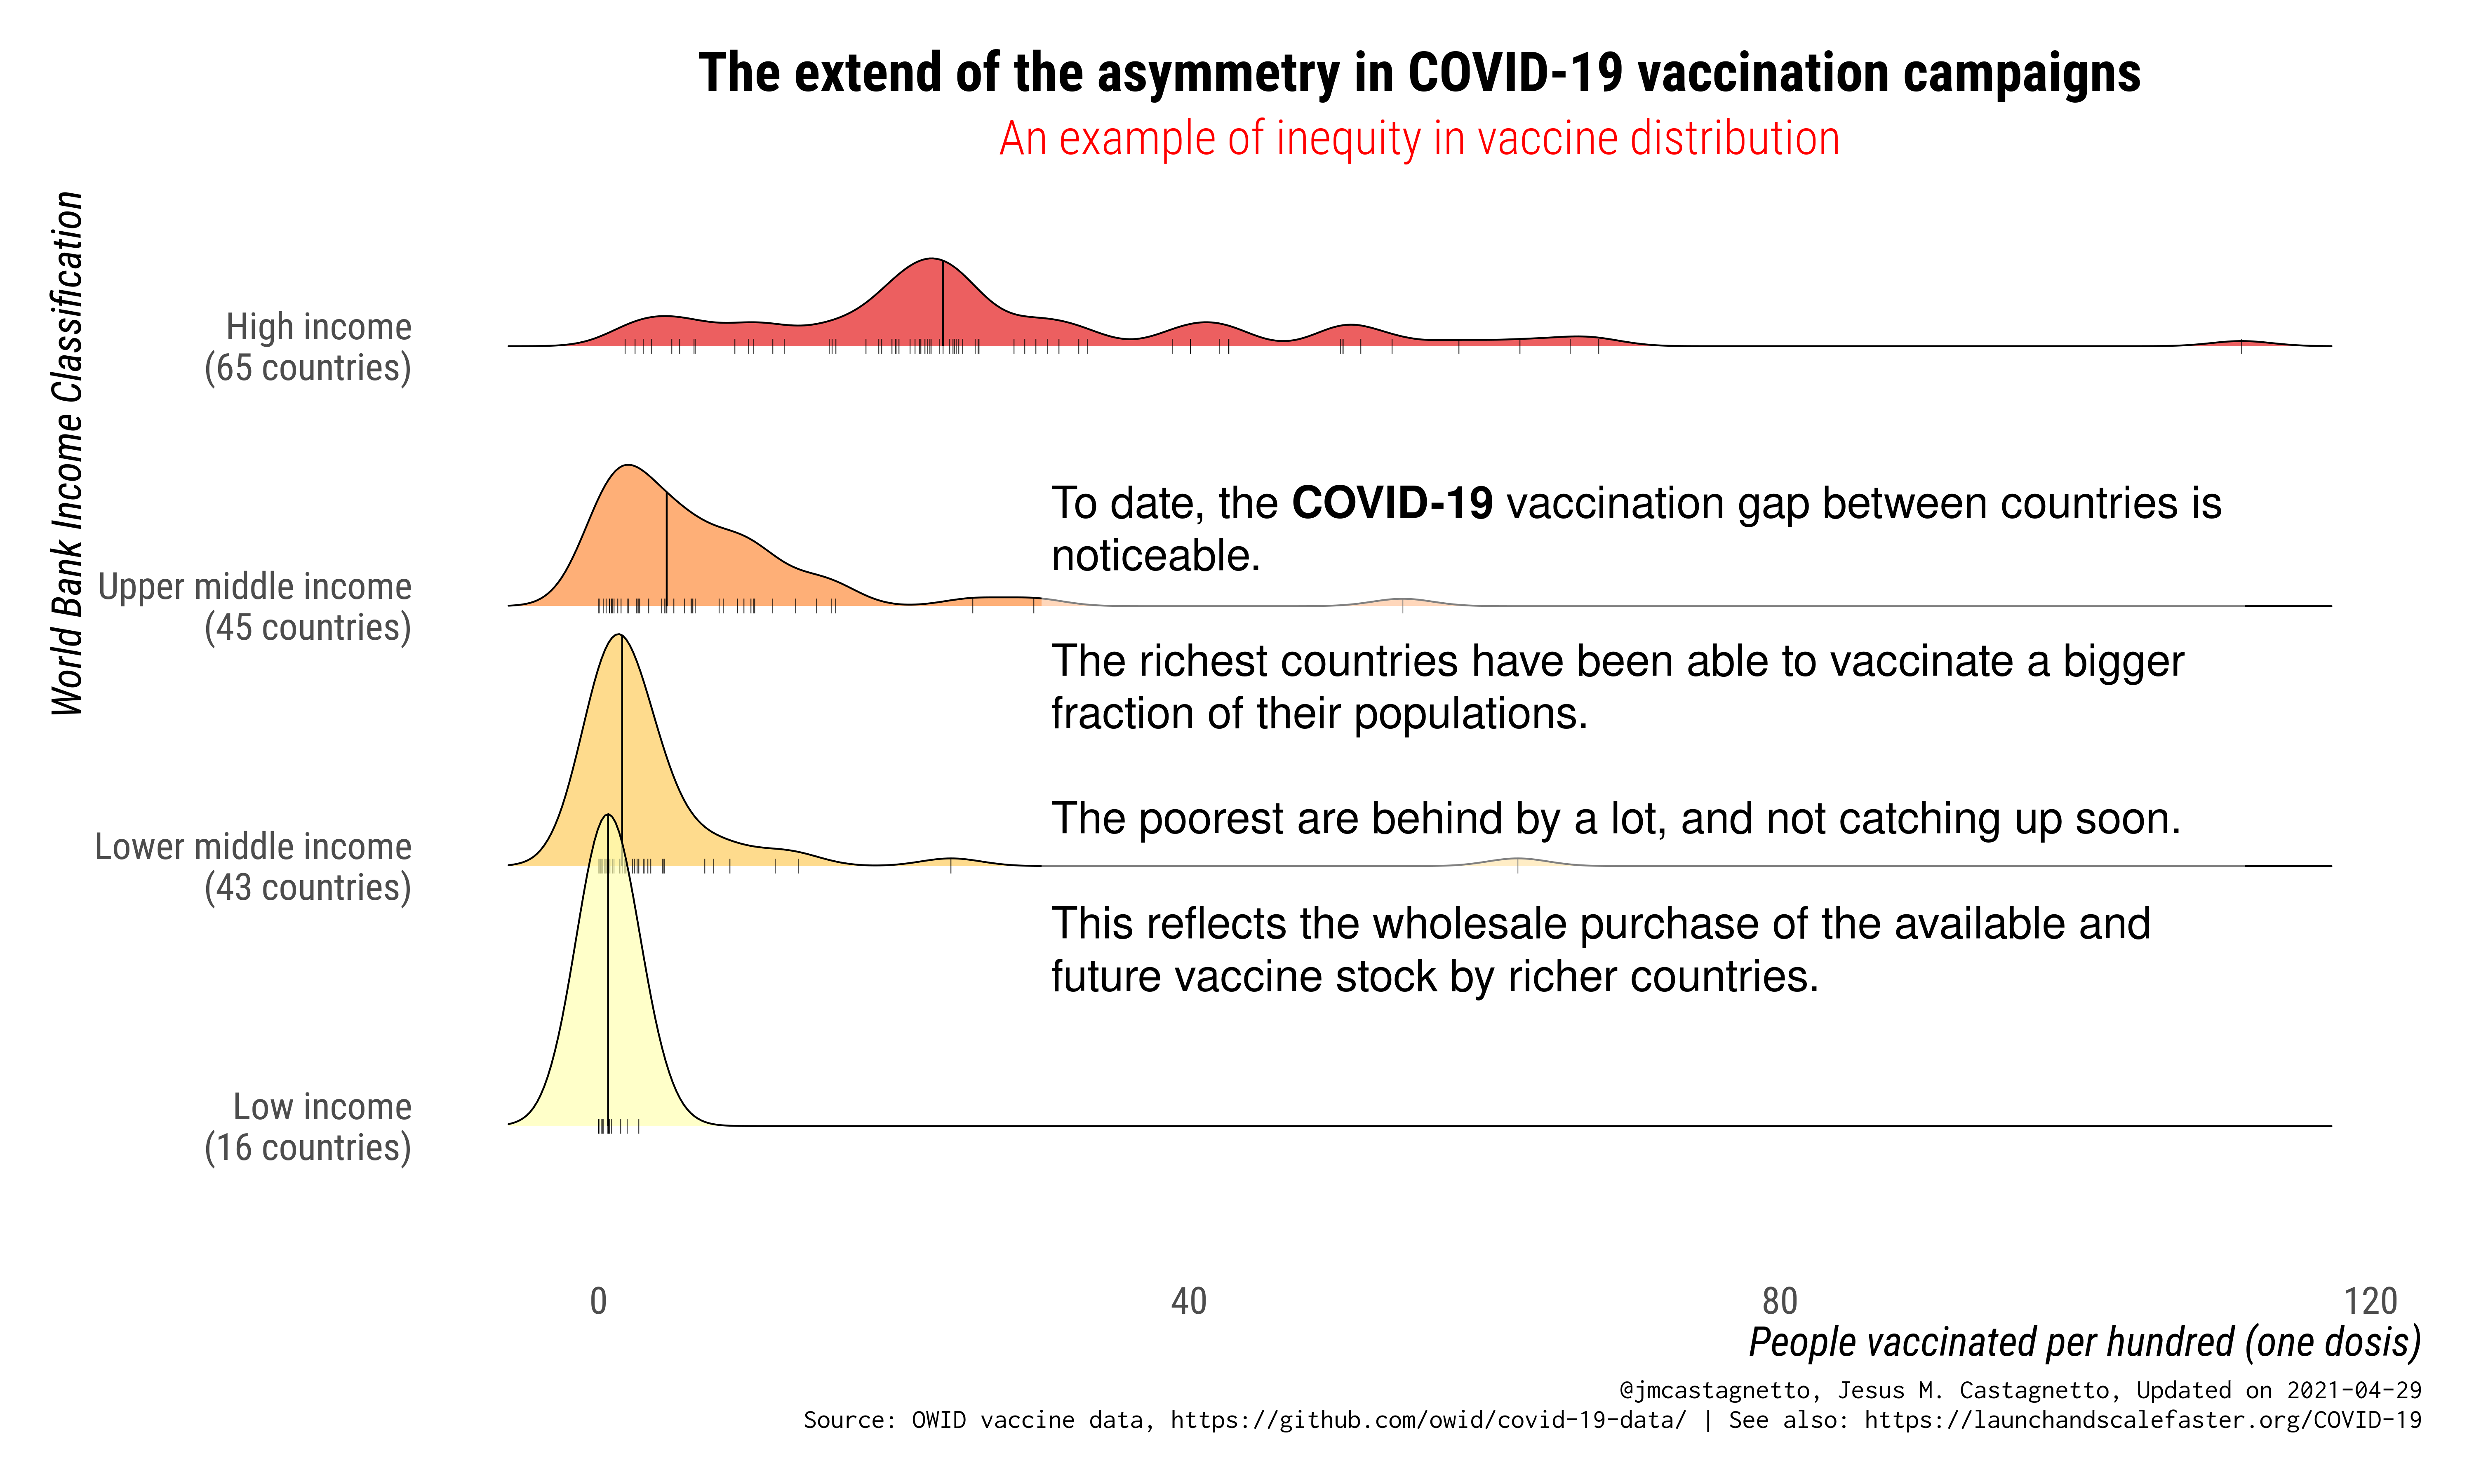 The extend of the asymmetry in COVID-19 vaccination campaigns
An example of inequity in vaccine distribution
World Bank Income Classification
High income
(65 countries)
Upper middle income
(45 countries)
Lower middle income
(43 countries)
Low income
(16 countries)
To date, the COVID-19 vaccination gap between countries is
noticeable.
The richest countries have been able to vaccinate a bigger
fraction of their populations.
The poorest are behind by a lot, and not catching up soon.
This reflects the wholesale purchase of the available and
future vaccine stock by richer countries.
0 40 80 120
People vaccinated per hundred (one dosis)
@jmcastagnetto, Jesus M. Castagnetto, Updated on 2021-04-29
Source: OWID vaccine data, https://github.com/owid/covid-19-data/ | See also: https://launchandscalefaster.org/COVID-19